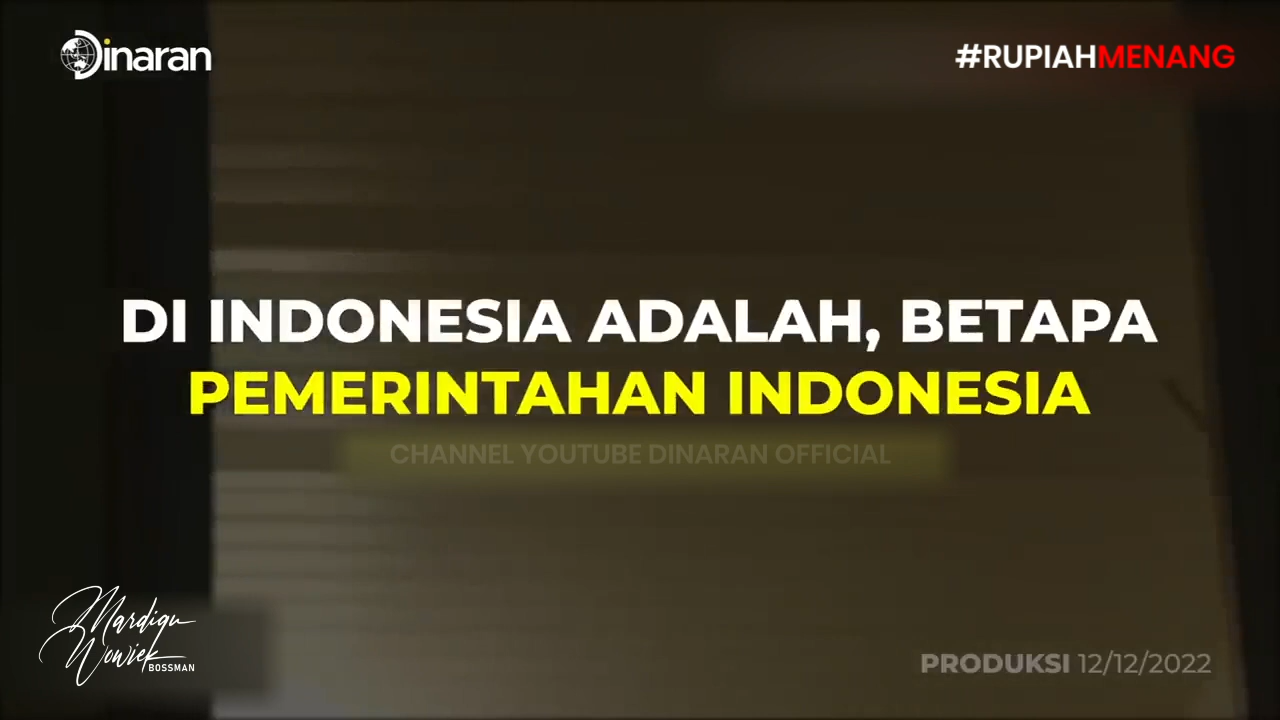 Dinaran
#RUPIAHMENANG
DI INDONESIA ADALAH, BETAPA
PEMERINTAHAN INDONESIA
CHANNEL YOUTUBE DINARAN OFFICIAL
Mardigu
Wowiek
BOSSMAN
PRODUKSI 12/12/2022